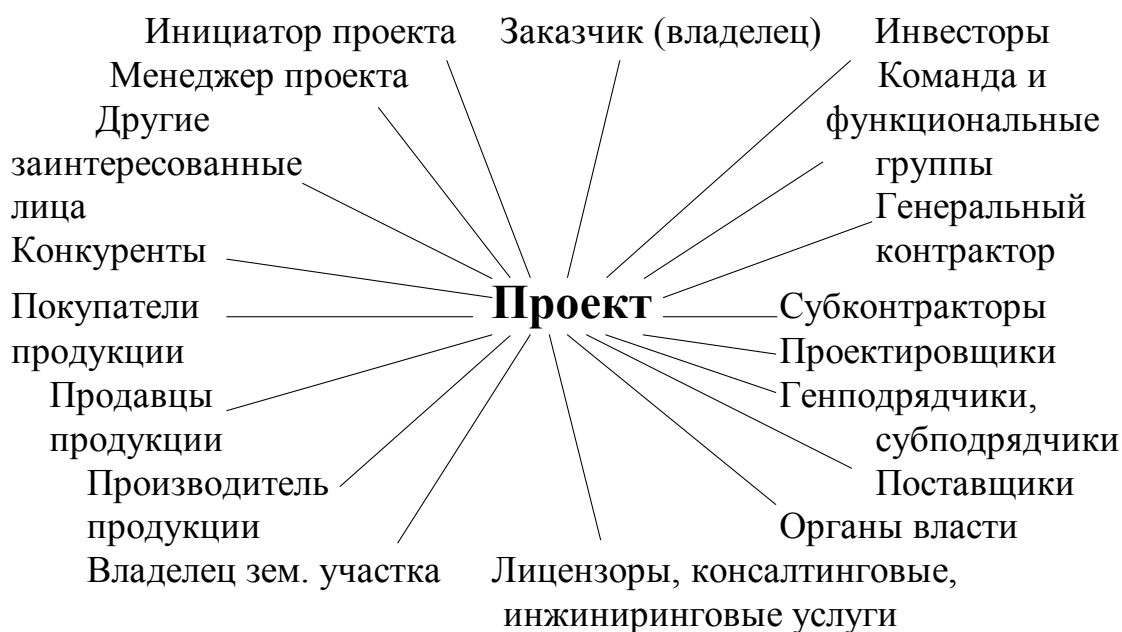 Инициатор проекта Заказчик (владелец) Инвесторы
Менеджер проекта Команда и
Другие функциональные
заинтересованные группы
лица Генеральный
Конкуренты контрактор
Проект
Покупатели Субконтракторы
продукции Проектировщики
Продавцы Генподрядчики,
продукции субподрядчики
Производитель Поставщики
продукции Органы власти
Владелец зем. участка Лицензоры, консалтинговые,
инжиниринговые услуги